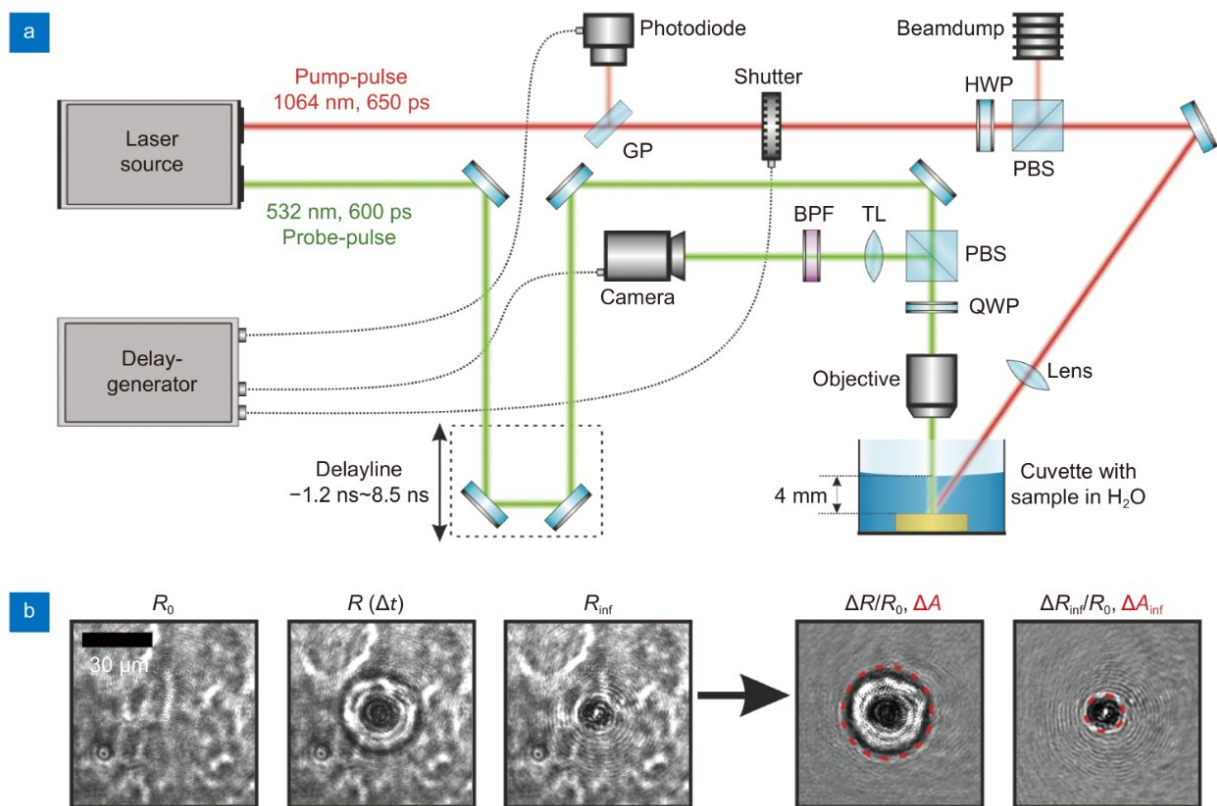 a
Photodiode
Beamdump
Pump-pulse
1064 nm, 650 ps
Shutter
HWP
Laser
source
GP
PBS
532 nm, 600 ps
Probe-pulse
BPF
TL
PBS
Camera
QWP
Delay-
generator
Objective
Lens
Delayline
−1.2 ns~8.5 ns
4 mm
Cuvette with
sample in H₂O
b
R₀
R (Δt)
R_inf
ΔR/R₀, ΔA
ΔR_inf/R₀, ΔA_inf
30 μm